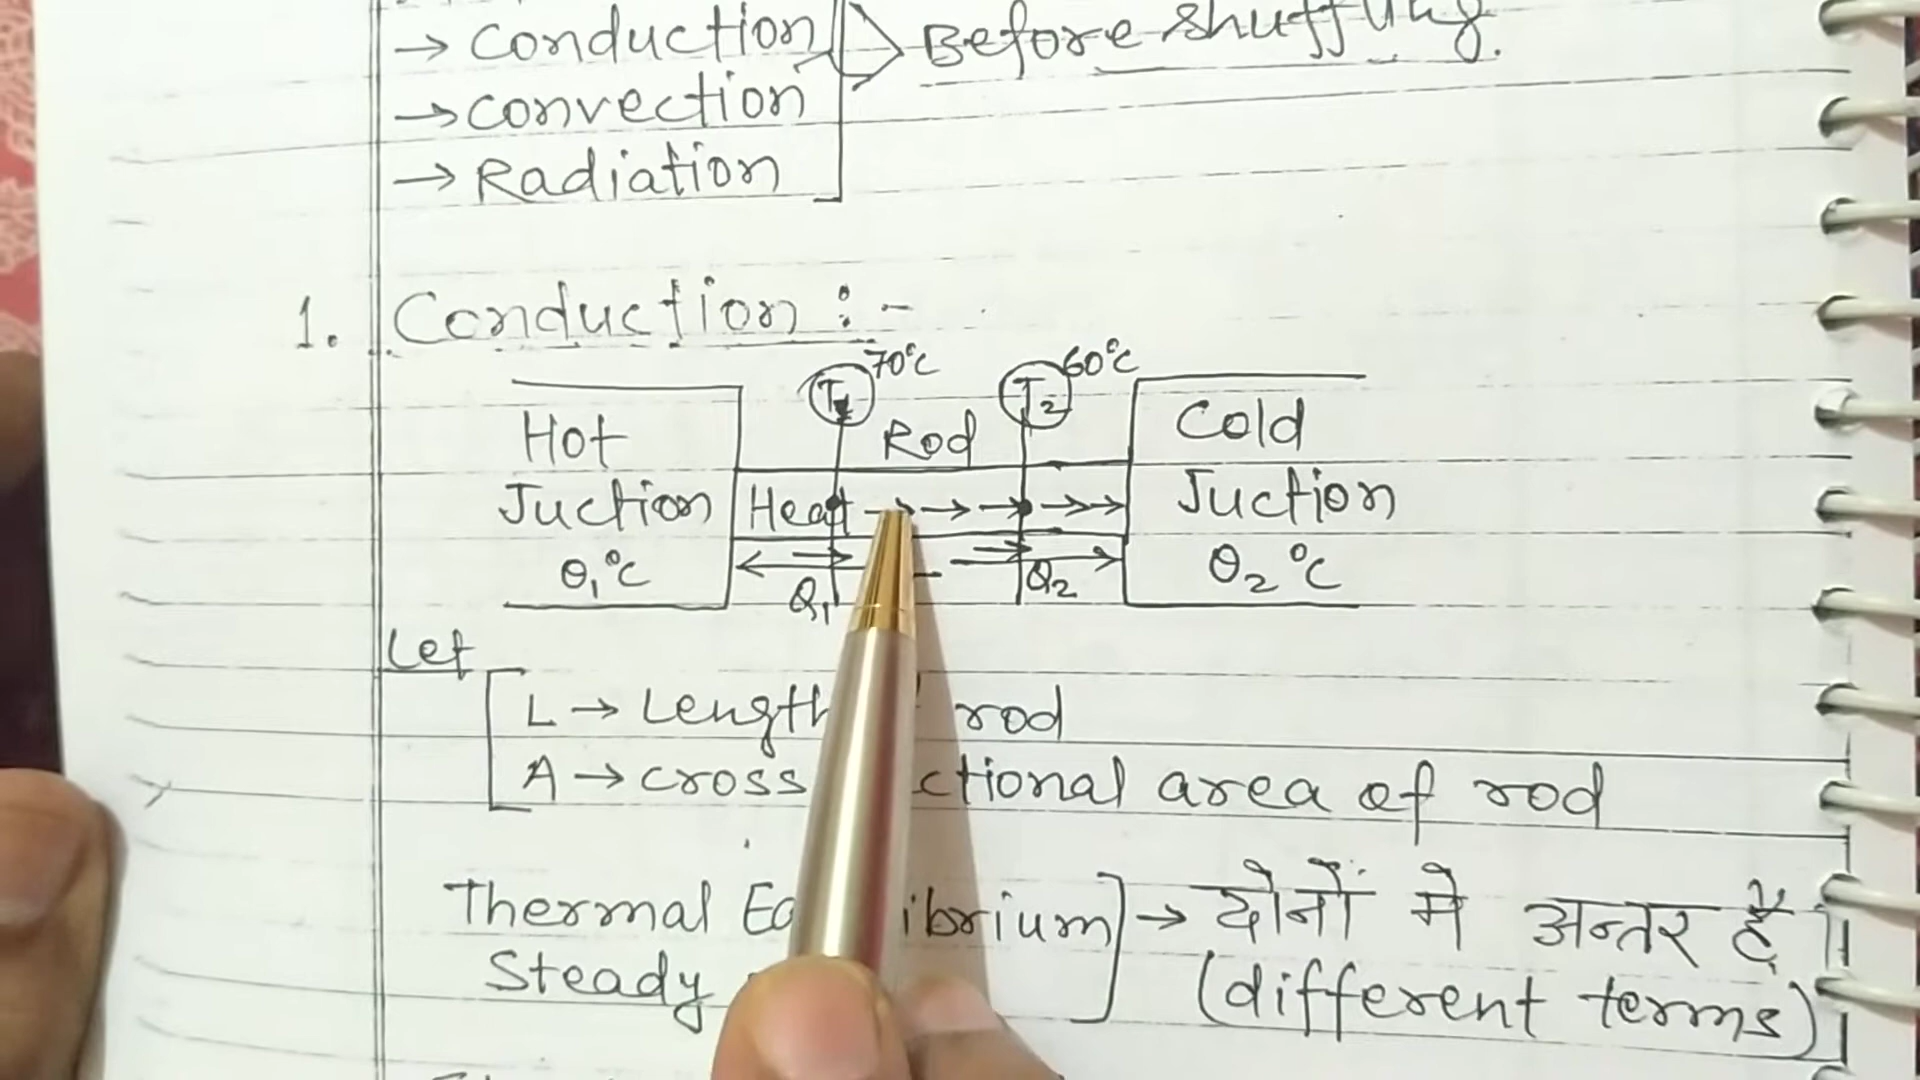 → Conduction
Before shuffling.
→ Convection
→ Radiation
1. Conduction :-
T1 70°C
T2 60°C
Hot
Juction
θ₁°C
Rod
Heat → → → → →
Q₁
Q₂
Cold
Juction
θ₂°C
Let
L → Length rod
A → cross area of rod
Thermal
Steady
→ दोनों मे अन्तर है
(different terms)